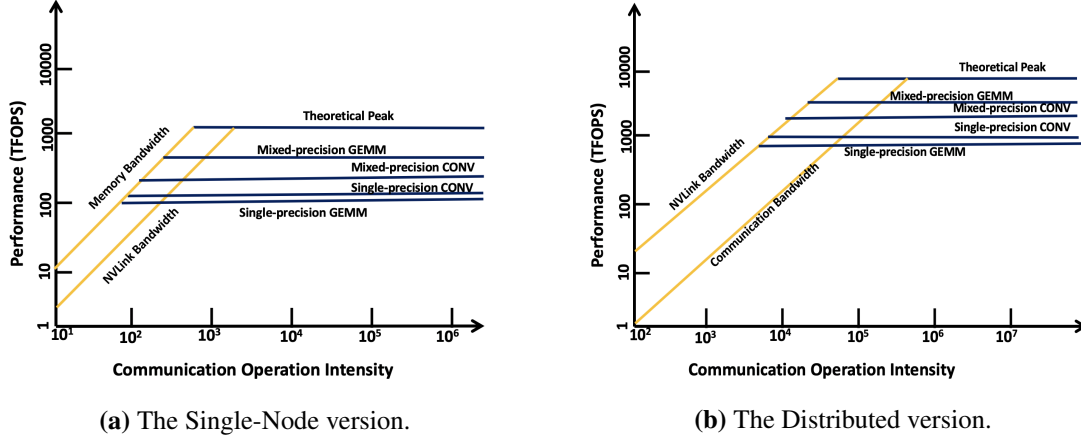 Performance (TFOPS)
10000
1000
100
10
1
Theoretical Peak
Mixed-precision GEMM
Mixed-precision CONV
Single-precision CONV
Single-precision GEMM
Memory Bandwidth
NVLink Bandwidth
10¹ 10² 10³ 10⁴ 10⁵ 10⁶
Communication Operation Intensity
(a) The Single-Node version.
Performance (TFOPS)
10000
1000
100
10
1
Theoretical Peak
Mixed-precision GEMM
Mixed-precision CONV
Single-precision CONV
Single-precision GEMM
NVLink Bandwidth
Communication Bandwidth
10² 10³ 10⁴ 10⁵ 10⁶ 10⁷
Communication Operation Intensity
(b) The Distributed version.